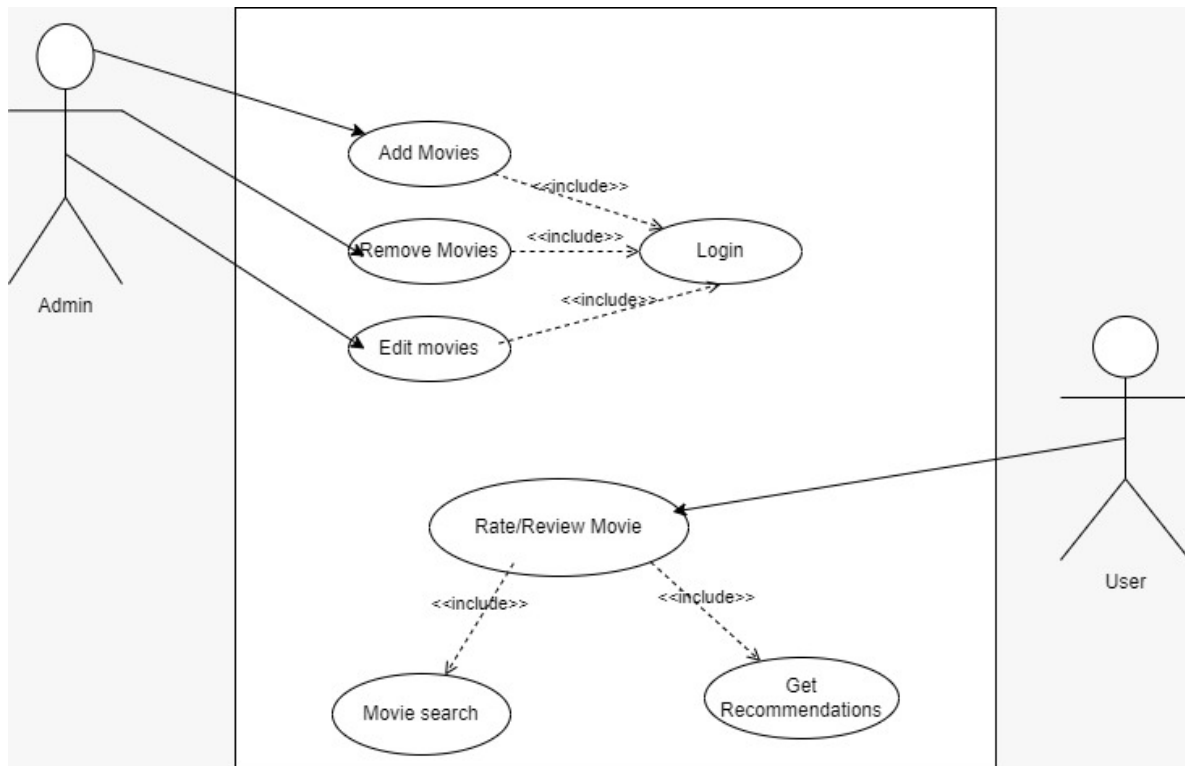 Add Movies
<<include>>
Remove Movies
<<include>>
Login
Admin
<<include>>
Edit movies
Rate/Review Movie
User
<<include>>
<<include>>
Movie search
Get
Recommendations